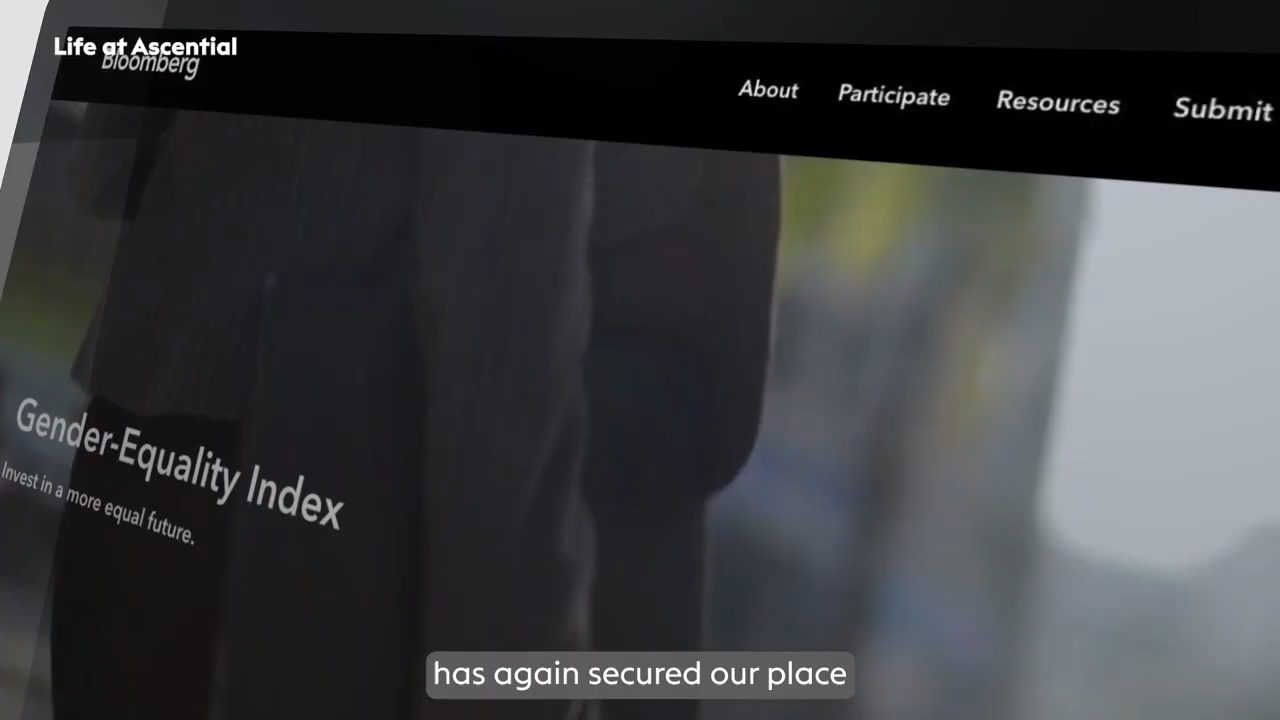 Life at Ascential
Bloomberg
About Participate Resources Submit
Gender-Equality Index
Invest in a more equal future.
has again secured our place